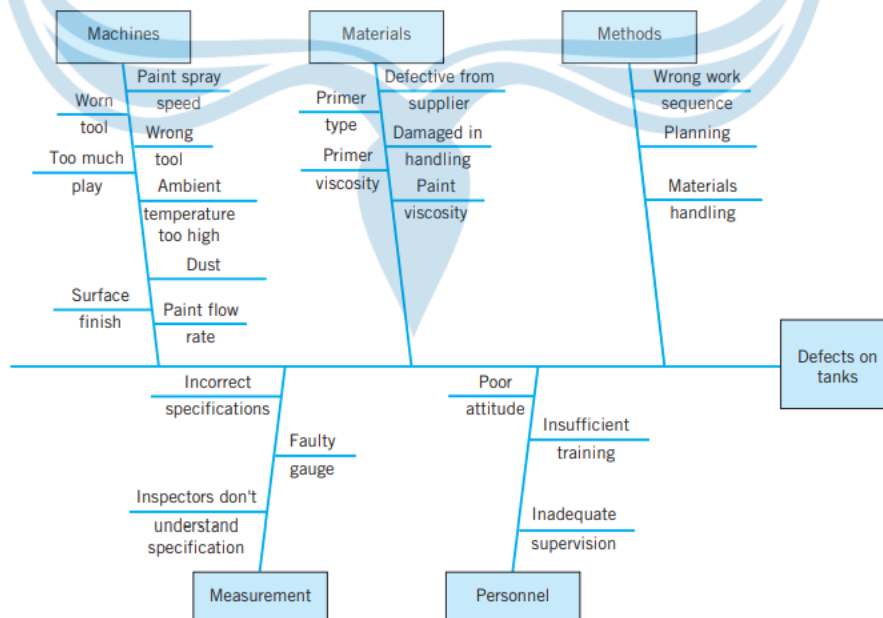 Machines
Materials
Methods
Paint spray
speed
Worn
tool
Wrong
tool
Too much
play
Ambient
temperature
too high
Dust
Surface
finish
Paint flow
rate
Defective from
supplier
Primer
type
Damaged in
handling
Primer
viscosity
Paint
viscosity
Wrong work
sequence
Planning
Materials
handling
Defects on
tanks
Incorrect
specifications
Faulty
gauge
Inspectors don't
understand
specification
Poor
attitude
Insufficient
training
Inadequate
supervision
Measurement
Personnel